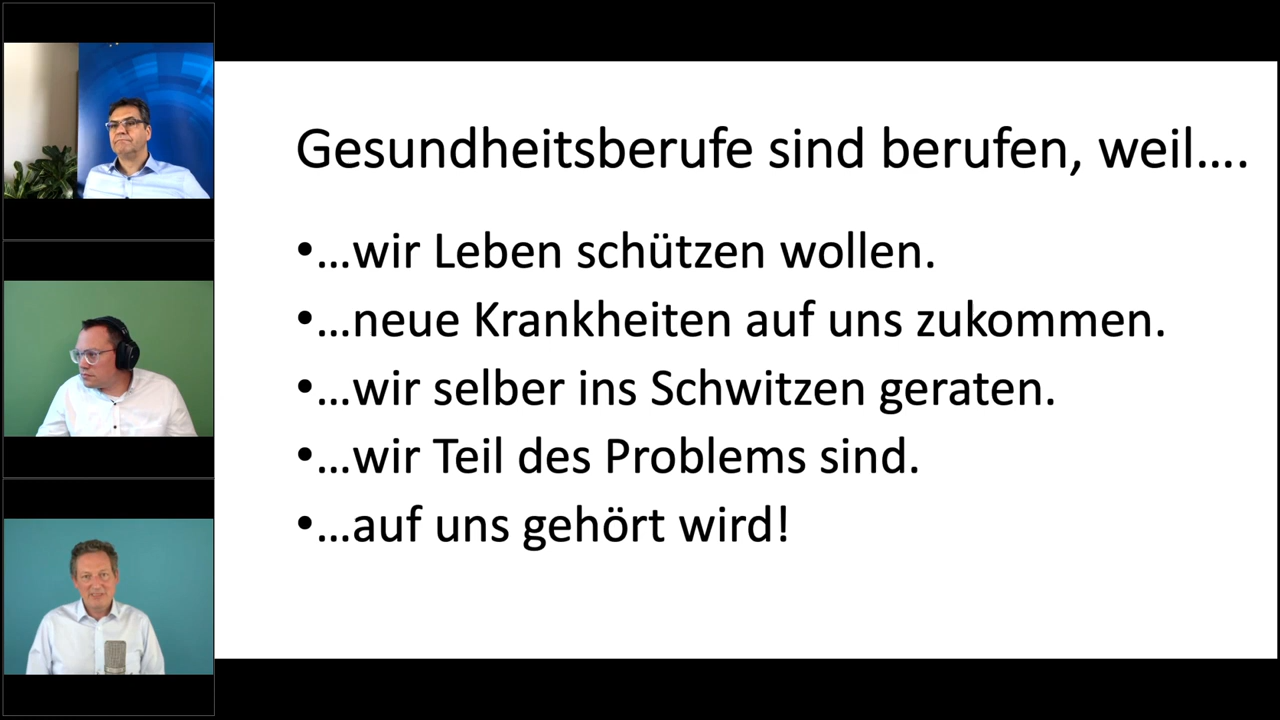 Gesundheitsberufe sind berufen, weil….
•…wir Leben schützen wollen.
•…neue Krankheiten auf uns zukommen.
•…wir selber ins Schwitzen geraten.
•…wir Teil des Problems sind.
•…auf uns gehört wird!